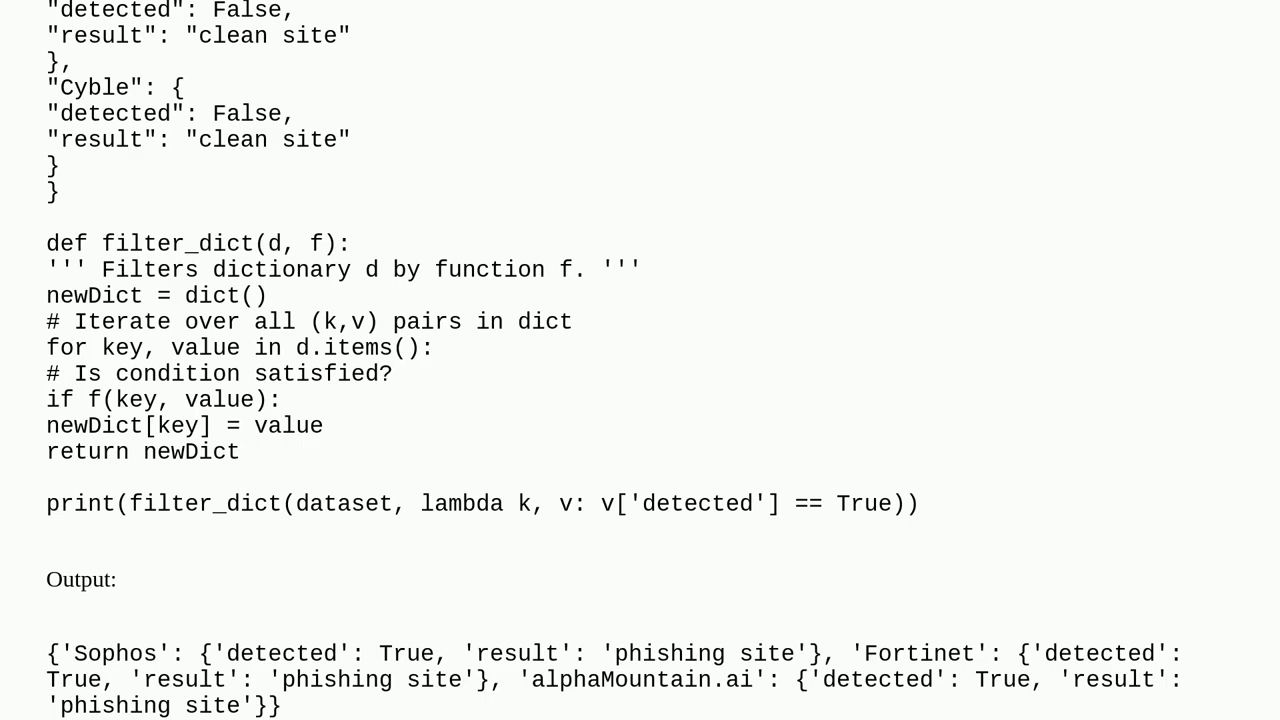 "detected": False,
"result": "clean site"
},
"Cyble": {
"detected": False,
"result": "clean site"
}
}
def filter_dict(d, f):
''' Filters dictionary d by function f. '''
newDict = dict()
# Iterate over all (k,v) pairs in dict
for key, value in d.items():
# Is condition satisfied?
if f(key, value):
newDict[key] = value
return newDict
print(filter_dict(dataset, lambda k, v: v['detected'] == True))
Output:
{'Sophos': {'detected': True, 'result': 'phishing site'}, 'Fortinet': {'detected':
True, 'result': 'phishing site'}, 'alphaMountain.ai': {'detected': True, 'result':
'phishing site'}}